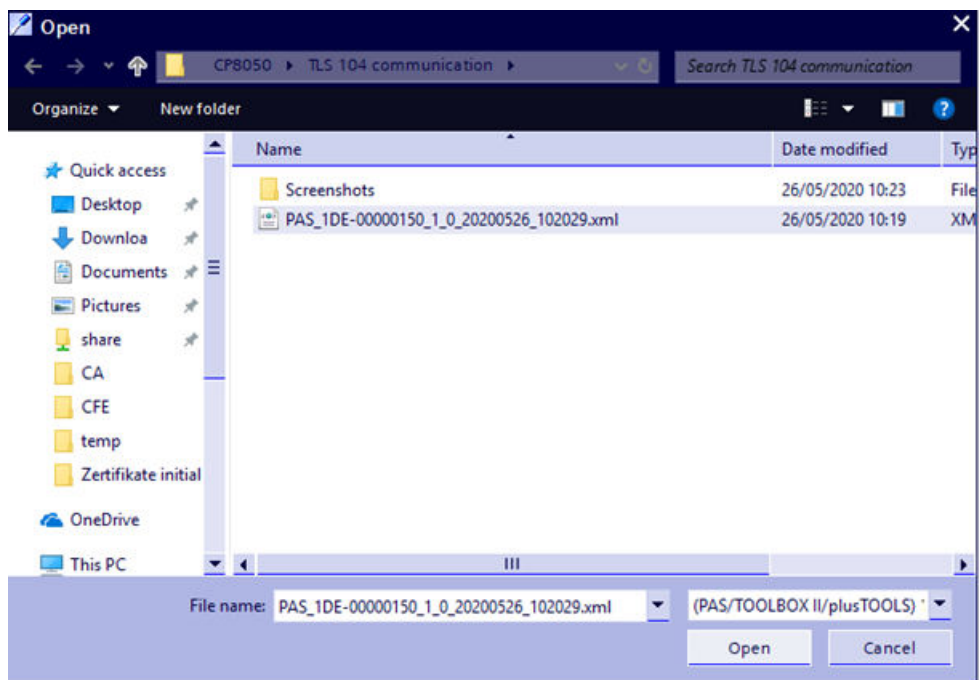 Open
CP8050 TLS 104 communication
Search TLS 104 communication
Organize New folder
Name Date modified Typ
Quick access
Desktop
Downloa
Documents
Pictures
share
CA
CFE
temp
Zertifikate initial
OneDrive
This PC
Screenshots 26/05/2020 10:23 File
PAS_1DE-00000150_1_0_20200526_102029.xml 26/05/2020 10:19 XM
File name: PAS_1DE-00000150_1_0_20200526_102029.xml (PAS/TOOLBOX II/plusTOOLS)
Open Cancel